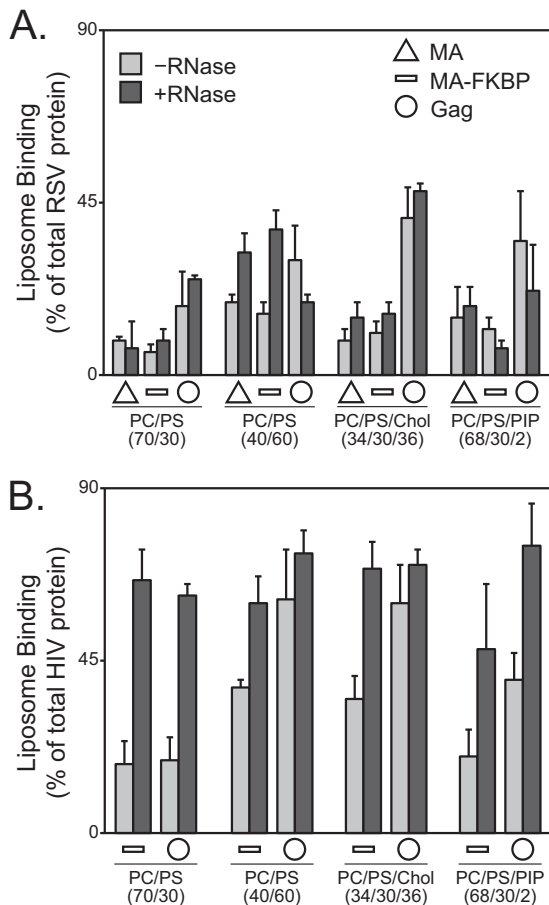 A.
90
45
0
Liposome Binding
(% of total RSV protein)
−RNase
+RNase
MA
MA-FKBP
Gag
PC/PS
(70/30)
PC/PS
(40/60)
PC/PS/Chol
(34/30/36)
PC/PS/PIP
(68/30/2)
B.
90
45
0
Liposome Binding
(% of total HIV protein)
PC/PS
(70/30)
PC/PS
(40/60)
PC/PS/Chol
(34/30/36)
PC/PS/PIP
(68/30/2)